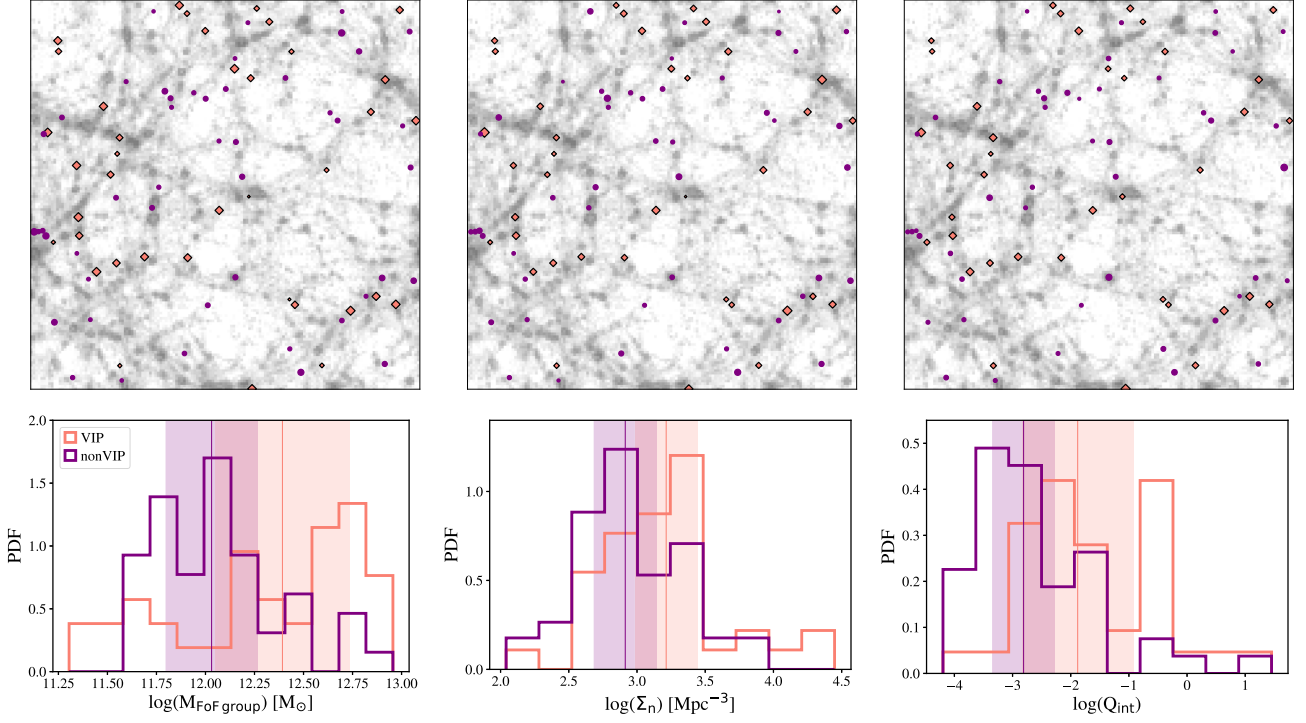 2.0
1.5
1.0
0.5
0.0
PDF
VIP
nonVIP
11.25 11.50 11.75 12.00 12.25 12.50 12.75 13.00
log(M_FoF group) [M_⊙]
1.0
0.5
0.0
PDF
2.0 2.5 3.0 3.5 4.0 4.5
log(Σ_n) [Mpc^−3]
0.5
0.4
0.3
0.2
0.1
0.0
PDF
−4 −3 −2 −1 0 1
log(Q_int)